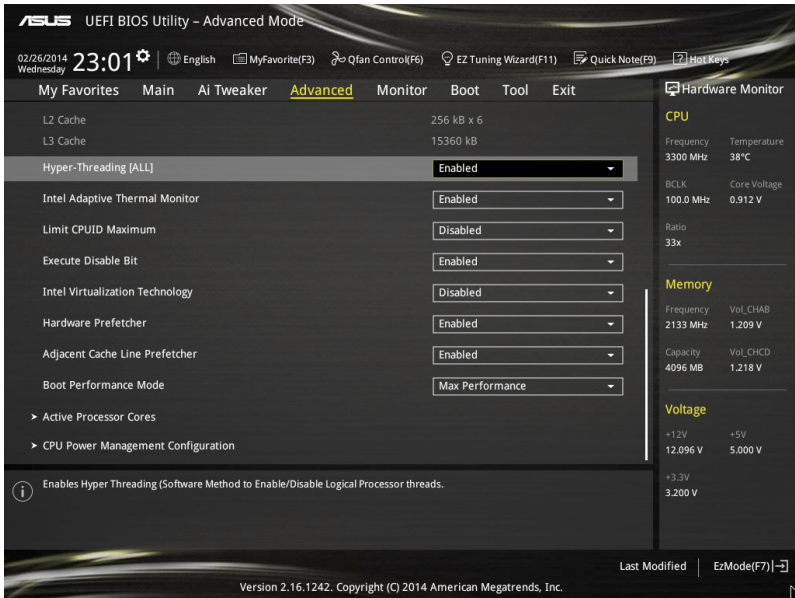 ASUS UEFI BIOS Utility – Advanced Mode
02/26/2014 Wednesday 23:01 English MyFavorite(F3) Qfan Control(F6) EZ Tuning Wizard(F11) Quick Note(F9) ? Hot Keys
My Favorites Main Ai Tweaker Advanced Monitor Boot Tool Exit
L2 Cache 256 kB x 6
L3 Cache 15360 kB
Hyper-Threading [ALL] Enabled
Intel Adaptive Thermal Monitor Enabled
Limit CPUID Maximum Disabled
Execute Disable Bit Enabled
Intel Virtualization Technology Disabled
Hardware Prefetcher Enabled
Adjacent Cache Line Prefetcher Enabled
Boot Performance Mode Max Performance
> Active Processor Cores
> CPU Power Management Configuration
Enables Hyper Threading (Software Method to Enable/Disable Logical Processor threads.
Hardware Monitor
CPU
Frequency Temperature
3300 MHz 38°C
BCLK Core Voltage
100.0 MHz 0.912 V
Ratio
33x
Memory
Frequency Vol_CHAB
2133 MHz 1.209 V
Capacity Vol_CHCD
4096 MB 1.218 V
Voltage
+12V +5V
12.096 V 5.000 V
+3.3V
3.200 V
Last Modified EzMode(F7)
Version 2.16.1242. Copyright (C) 2014 American Megatrends, Inc.